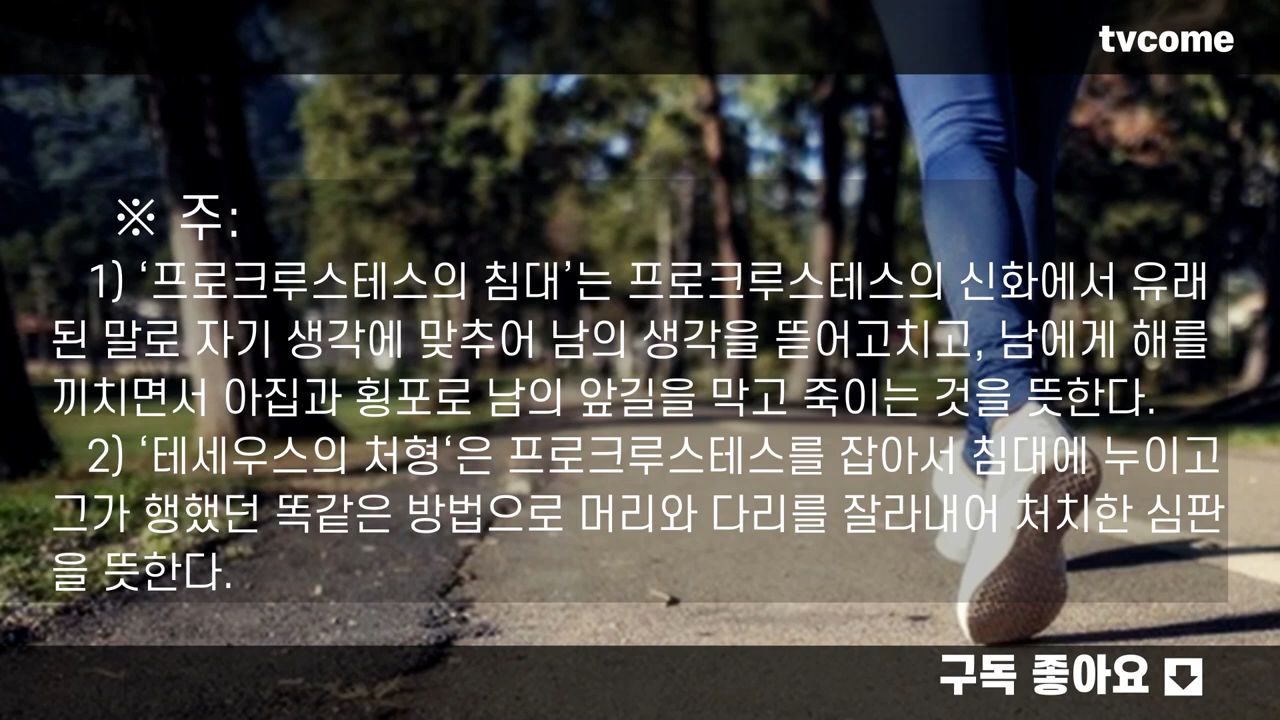 tvcome
※ 주:
1) ‘프로크루스테스의 침대’는 프로크루스테스의 신화에서 유래
된 말로 자기 생각에 맞추어 남의 생각을 뜯어고치고, 남에게 해를
끼치면서 아집과 횡포로 남의 앞길을 막고 죽이는 것을 뜻한다.
2) ‘테세우스의 처형‘은 프로크루스테스를 잡아서 침대에 누이고
그가 행했던 똑같은 방법으로 머리와 다리를 잘라내어 처치한 심판
을 뜻한다.
구독 좋아요